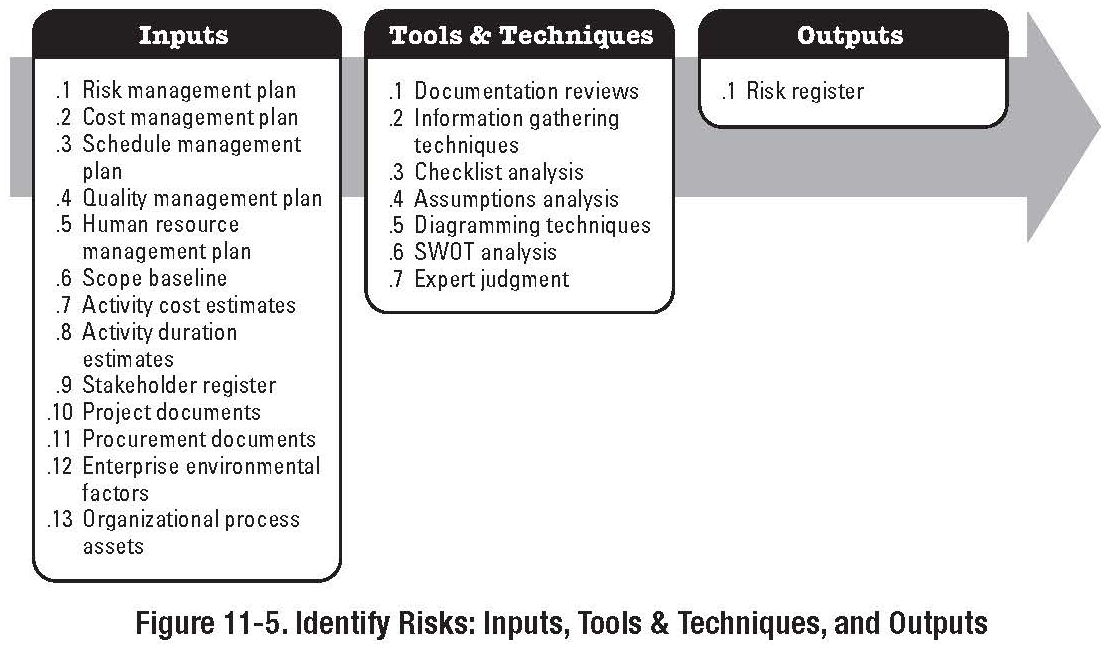 Inputs
.1 Risk management plan
.2 Cost management plan
.3 Schedule management
plan
.4 Quality management plan
.5 Human resource
management plan
.6 Scope baseline
.7 Activity cost estimates
.8 Activity duration
estimates
.9 Stakeholder register
.10 Project documents
.11 Procurement documents
.12 Enterprise environmental
factors
.13 Organizational process
assets
Tools & Techniques
.1 Documentation reviews
.2 Information gathering
techniques
.3 Checklist analysis
.4 Assumptions analysis
.5 Diagramming techniques
.6 SWOT analysis
.7 Expert judgment
Outputs
.1 Risk register
Figure 11-5. Identify Risks: Inputs, Tools & Techniques, and Outputs